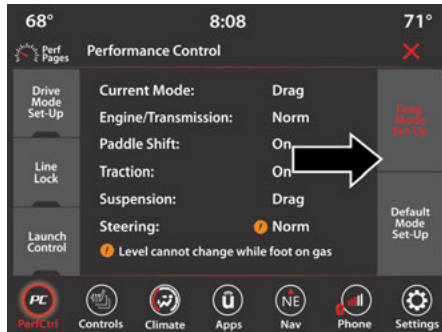 68°
8:08
71°
Perf
Pages
Performance Control
Drive
Mode
Set-Up
Line
Lock
Launch
Control
Current Mode: Drag
Engine/Transmission: Norm
Paddle Shift: On
Traction: On
Suspension: Drag
Steering: ! Norm
! Level cannot change while foot on gas
Drag
Mode
Set-Up
Default
Mode
Set-Up
PC
PerfCtrl
Controls
Climate
ū
Apps
NE
Nav
Phone
Settings